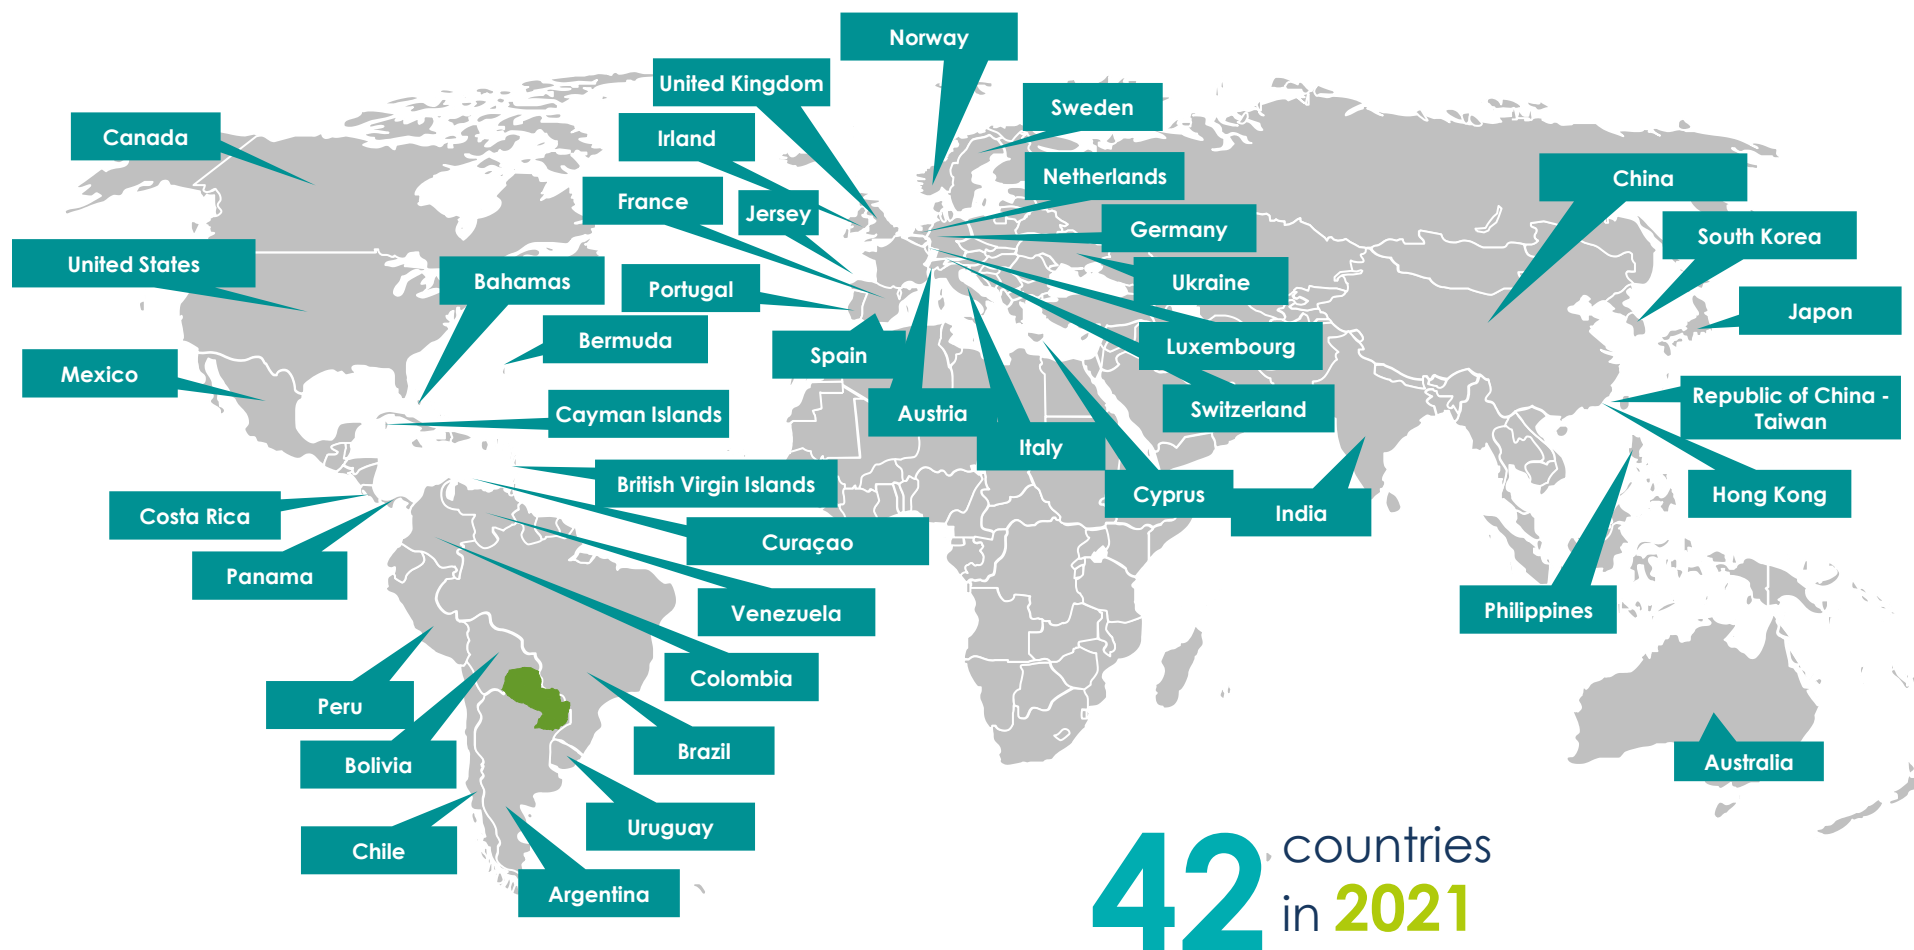 Norway
United Kingdom
Sweden
Canada
Irland
Netherlands
China
France
Jersey
Germany
South Korea
United States
Bahamas
Portugal
Ukraine
Japon
Bermuda
Spain
Luxembourg
Mexico
Cayman Islands
Austria
Switzerland
Republic of China -
Taiwan
Italy
British Virgin Islands
Cyprus
India
Hong Kong
Costa Rica
Curaçao
Panama
Venezuela
Philippines
Colombia
Peru
Brazil
Bolivia
Australia
Uruguay
Chile
Argentina
42
countries
in 2021